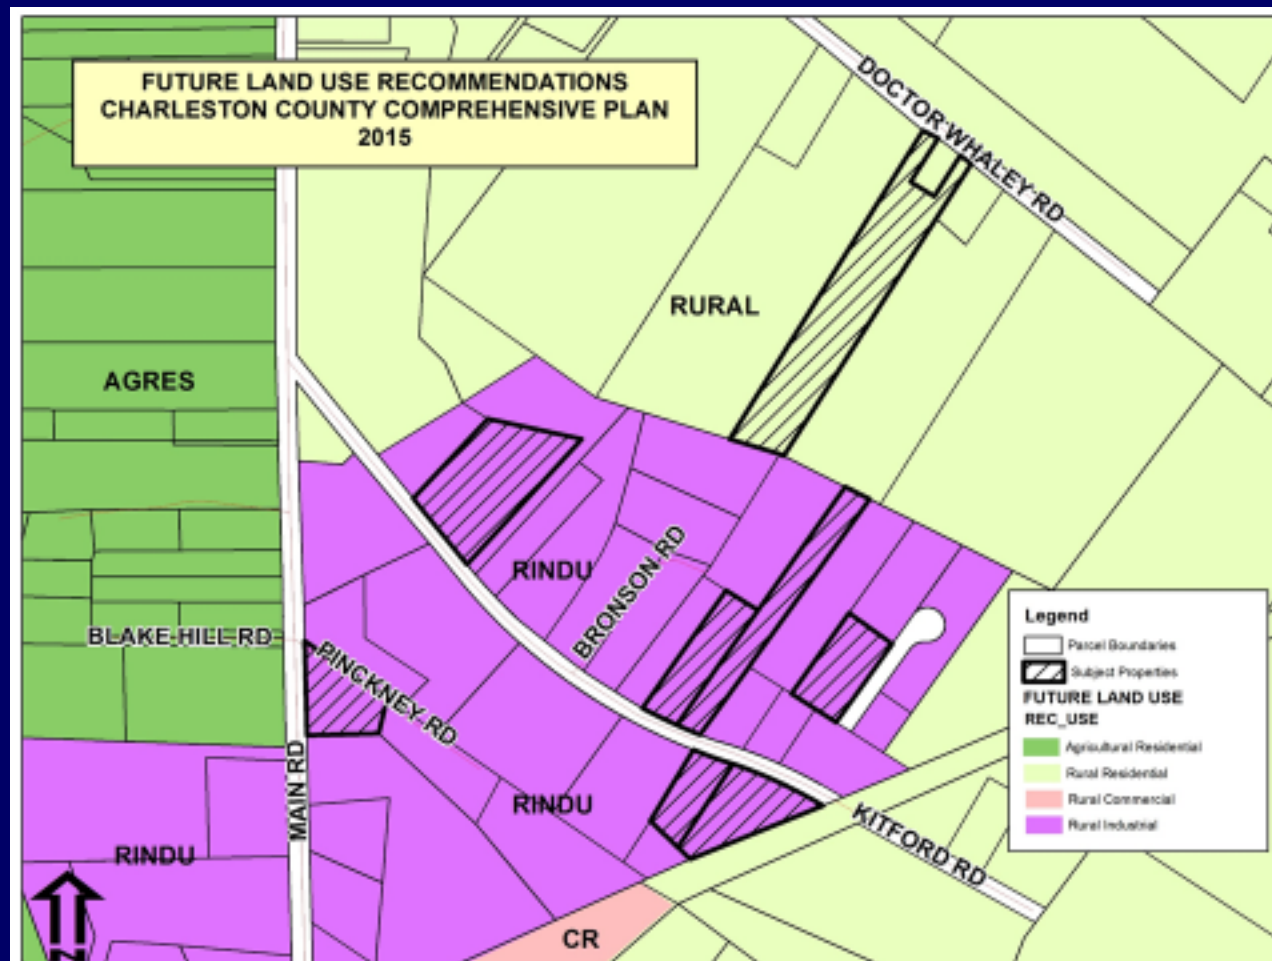 FUTURE LAND USE RECOMMENDATIONS
CHARLESTON COUNTY COMPREHENSIVE PLAN
2015
DOCTOR WHALEY RD
RURAL
AGRES
RINDU
BRONSON RD
BLAKE HILL RD
PINCKNEY RD
MAIN RD
RINDU
KITFORD RD
RINDU
CR
N
Legend
Parcel Boundaries
Subject Properties
FUTURE LAND USE
REC_USE
Agricultural Residential
Rural Residential
Rural Commercial
Rural Industrial